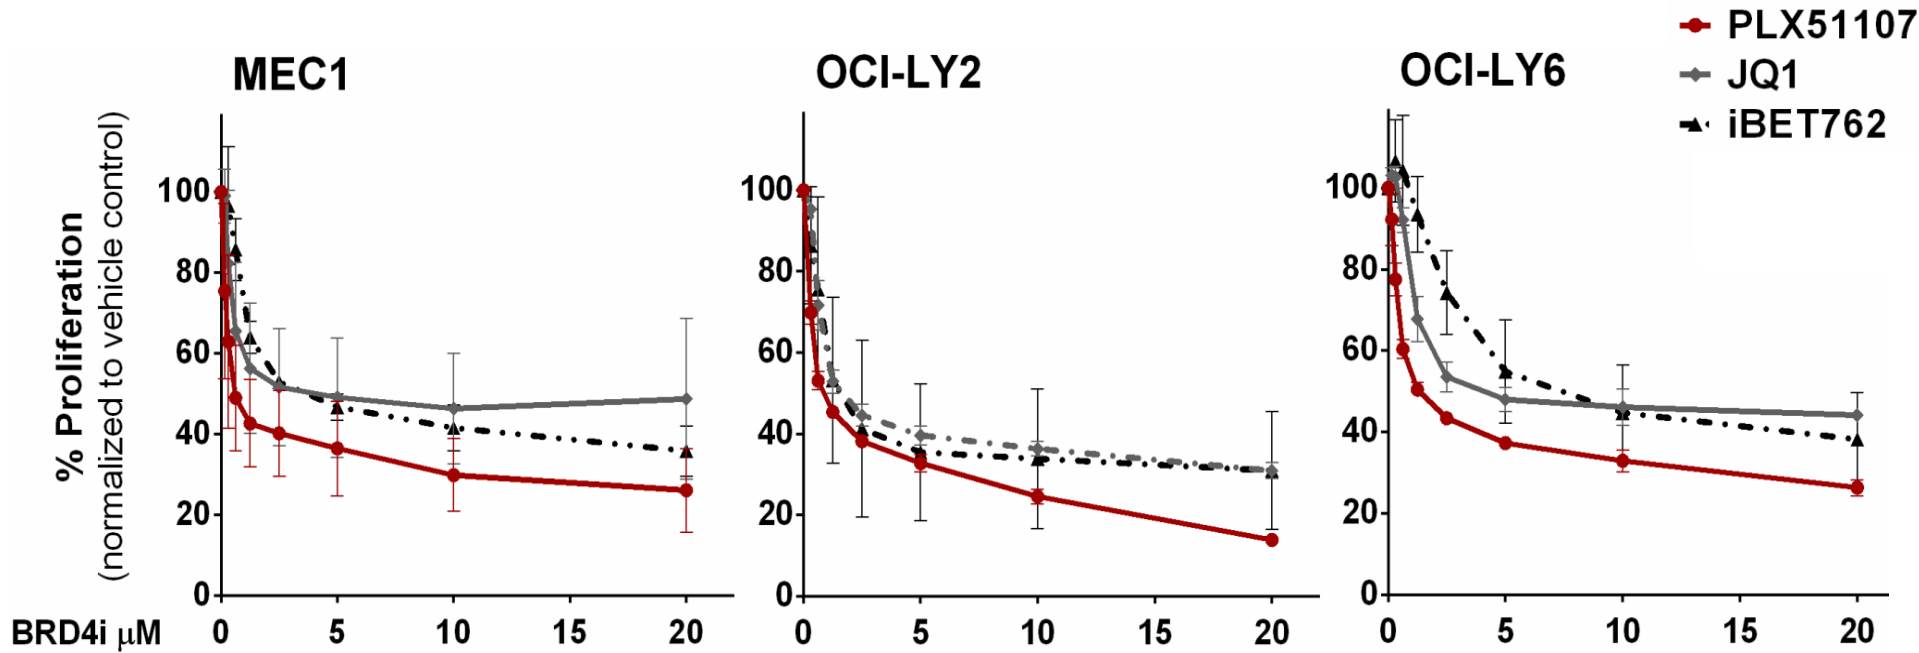 PLX51107
JQ1
iBET762
MEC1
OCI-LY2
OCI-LY6
% Proliferation
(normalized to vehicle control)
100
80
60
40
20
0
100
80
60
40
20
0
100
80
60
40
20
0
BRD4i μM
0 5 10 15 20
0 5 10 15 20
0 5 10 15 20